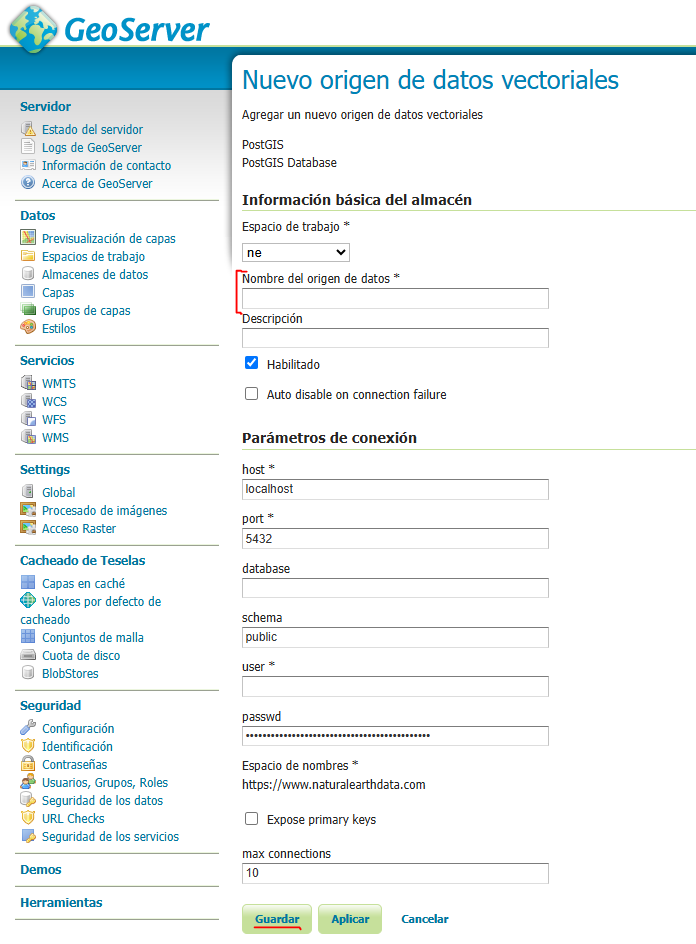 GeoServer
Servidor
Estado del servidor
Logs de GeoServer
Información de contacto
Acerca de GeoServer
Datos
Previsualización de capas
Espacios de trabajo
Almacenes de datos
Capas
Grupos de capas
Estilos
Servicios
WMTS
WCS
WFS
WMS
Settings
Global
Procesado de imágenes
Acceso Raster
Cacheado de Teselas
Capas en caché
Valores por defecto de
cacheado
Conjuntos de malla
Cuota de disco
BlobStores
Seguridad
Configuración
Identificación
Contraseñas
Usuarios, Grupos, Roles
Seguridad de los datos
URL Checks
Seguridad de los servicios
Demos
Herramientas
Nuevo origen de datos vectoriales
Agregar un nuevo origen de datos vectoriales
PostGIS
PostGIS Database
Información básica del almacén
Espacio de trabajo *
ne
Nombre del origen de datos *
Descripción
Habilitado
Auto disable on connection failure
Parámetros de conexión
host *
localhost
port *
5432
database
schema
public
user *
passwd
Espacio de nombres *
https://www.naturalearthdata.com
Expose primary keys
max connections
10
Guardar Aplicar Cancelar